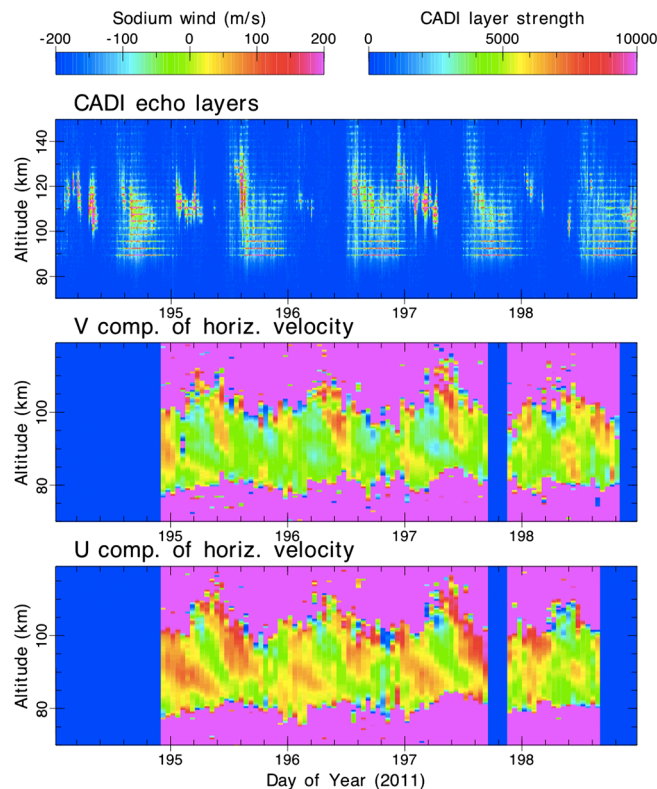 Sodium wind (m/s) CADI layer strength
-200 -100 0 100 200 0 5000 10000
CADI echo layers
Altitude (km)
140
120
100
80
195 196 197 198
V comp. of horiz. velocity
Altitude (km)
100
80
195 196 197 198
U comp. of horiz. velocity
Altitude (km)
100
80
195 196 197 198
Day of Year (2011)